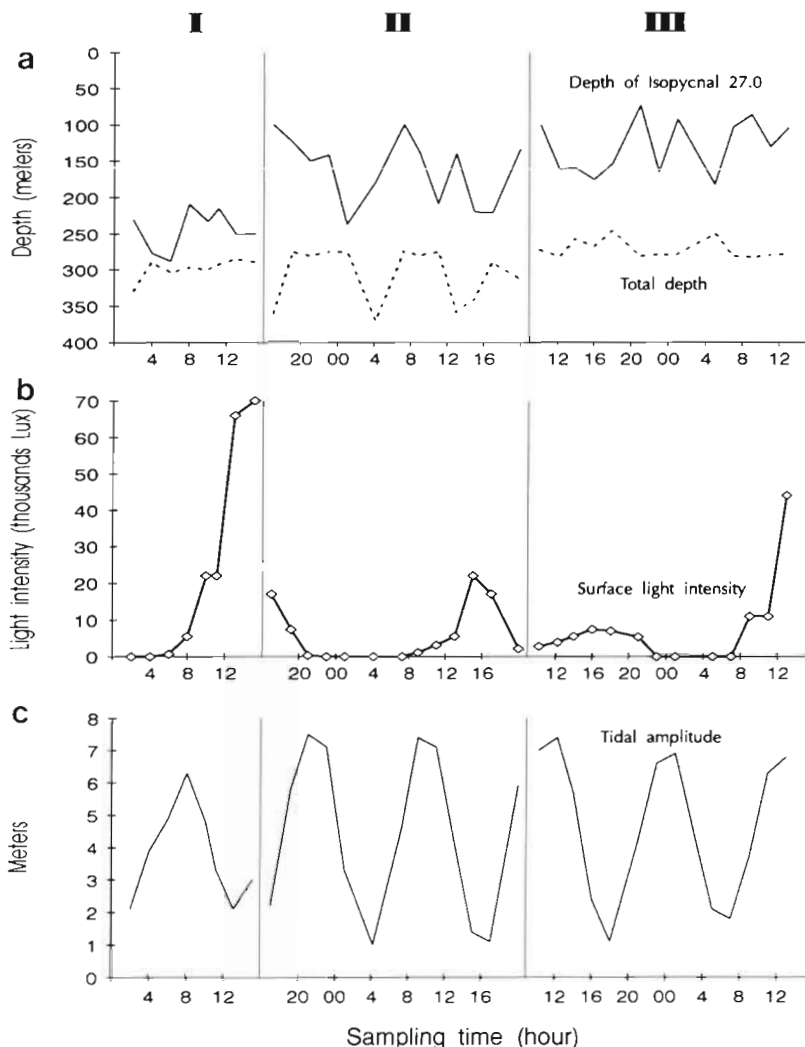 I II III
a
0
50
100
150
200
250
300
350
400
Depth (meters)
Depth of Isopycnal 27.0
Total depth
4 8 12 20 00 4 8 12 16 12 16 20 00 4 8 12
b
70
60
50
40
30
20
10
0
Light intensity (thousands Lux)
Surface light intensity
4 8 12 20 00 4 8 12 16 12 16 20 00 4 8 12
c
8
7
6
5
4
3
2
1
0
Meters
Tidal amplitude
4 8 12 20 00 4 8 12 16 12 16 20 00 4 8 12
Sampling time (hour)